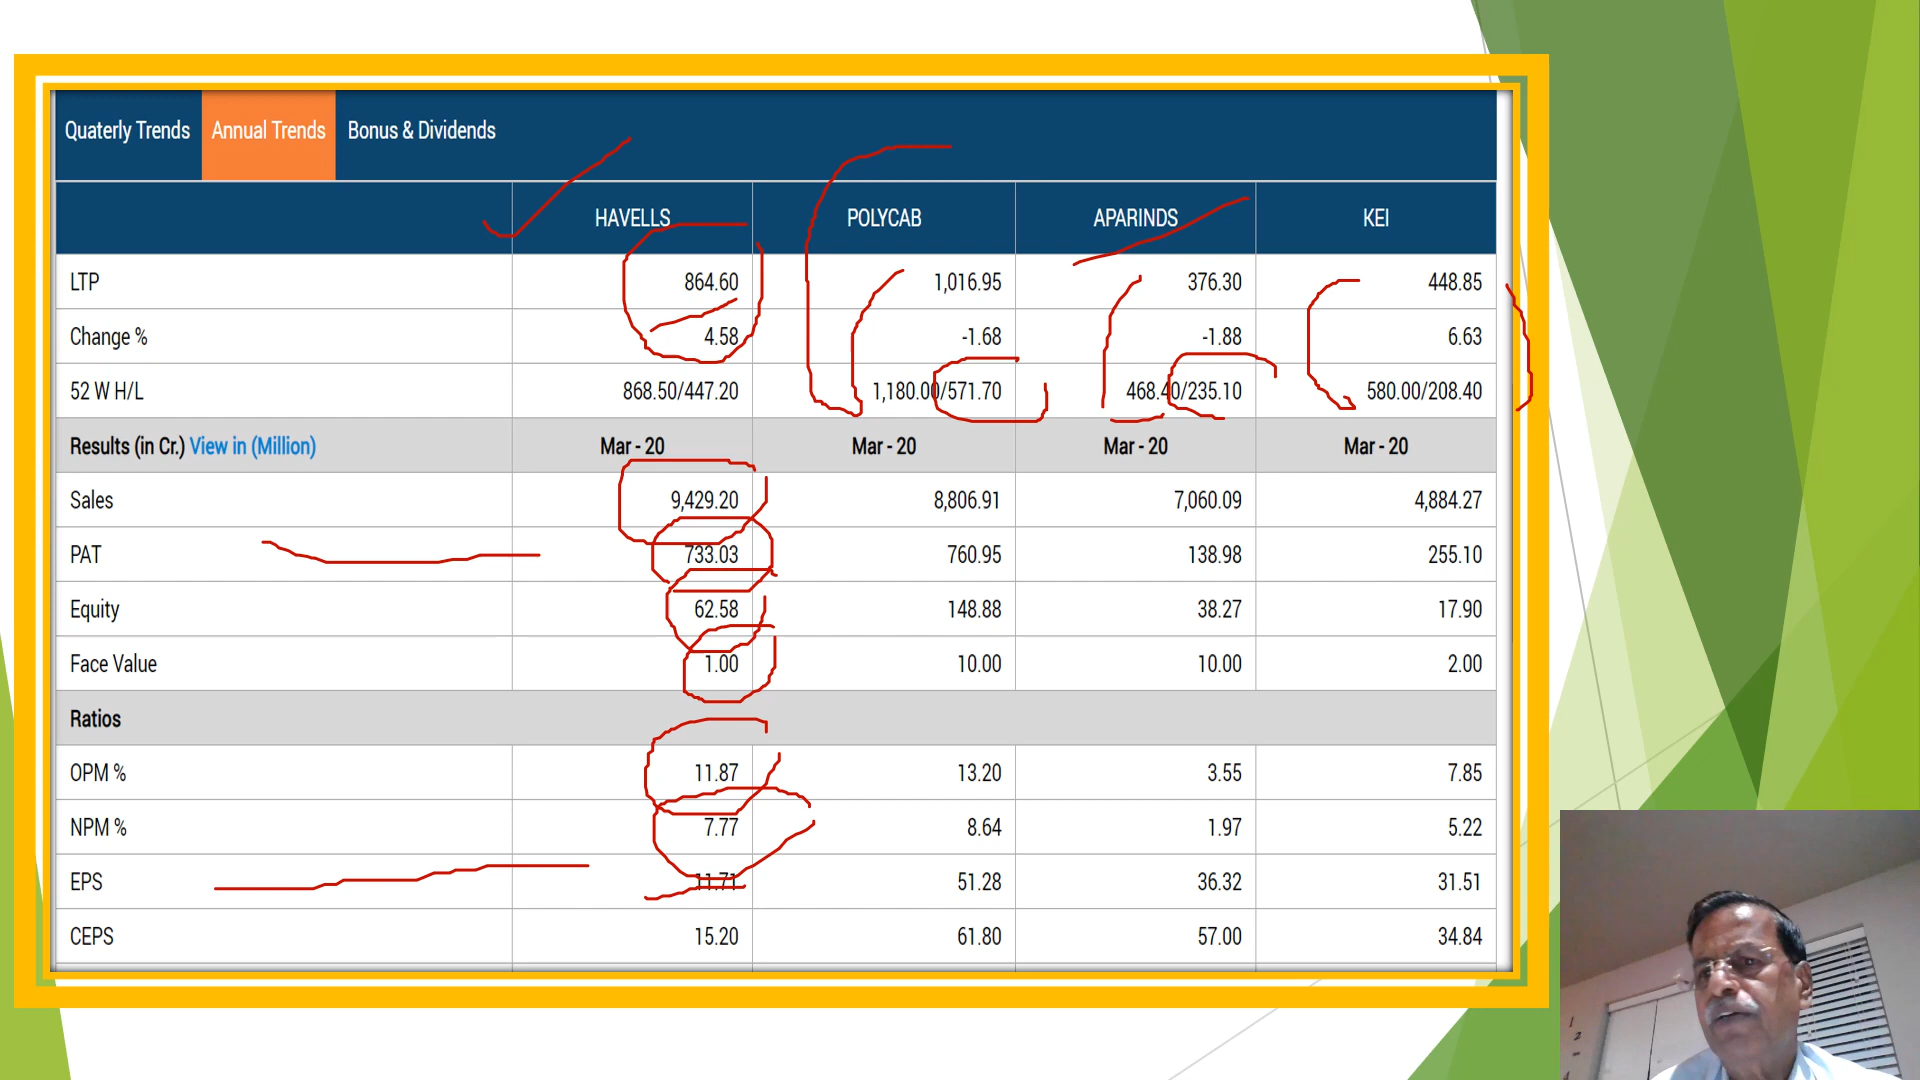 Quaterly Trends Annual Trends Bonus & Dividends
HAVELLS POLYCAB APARINDS KEI
LTP 864.60 1,016.95 376.30 448.85
Change % 4.58 -1.68 -1.88 6.63
52 W H/L 868.50/447.20 1,180.00/571.70 468.40/235.10 580.00/208.40
Results (in Cr.) View in (Million) Mar - 20 Mar - 20 Mar - 20 Mar - 20
Sales 9,429.20 8,806.91 7,060.09 4,884.27
PAT 733.03 760.95 138.98 255.10
Equity 62.58 148.88 38.27 17.90
Face Value 1.00 10.00 10.00 2.00
Ratios
OPM % 11.87 13.20 3.55 7.85
NPM % 7.77 8.64 1.97 5.22
EPS 11.71 51.28 36.32 31.51
CEPS 15.20 61.80 57.00 34.84